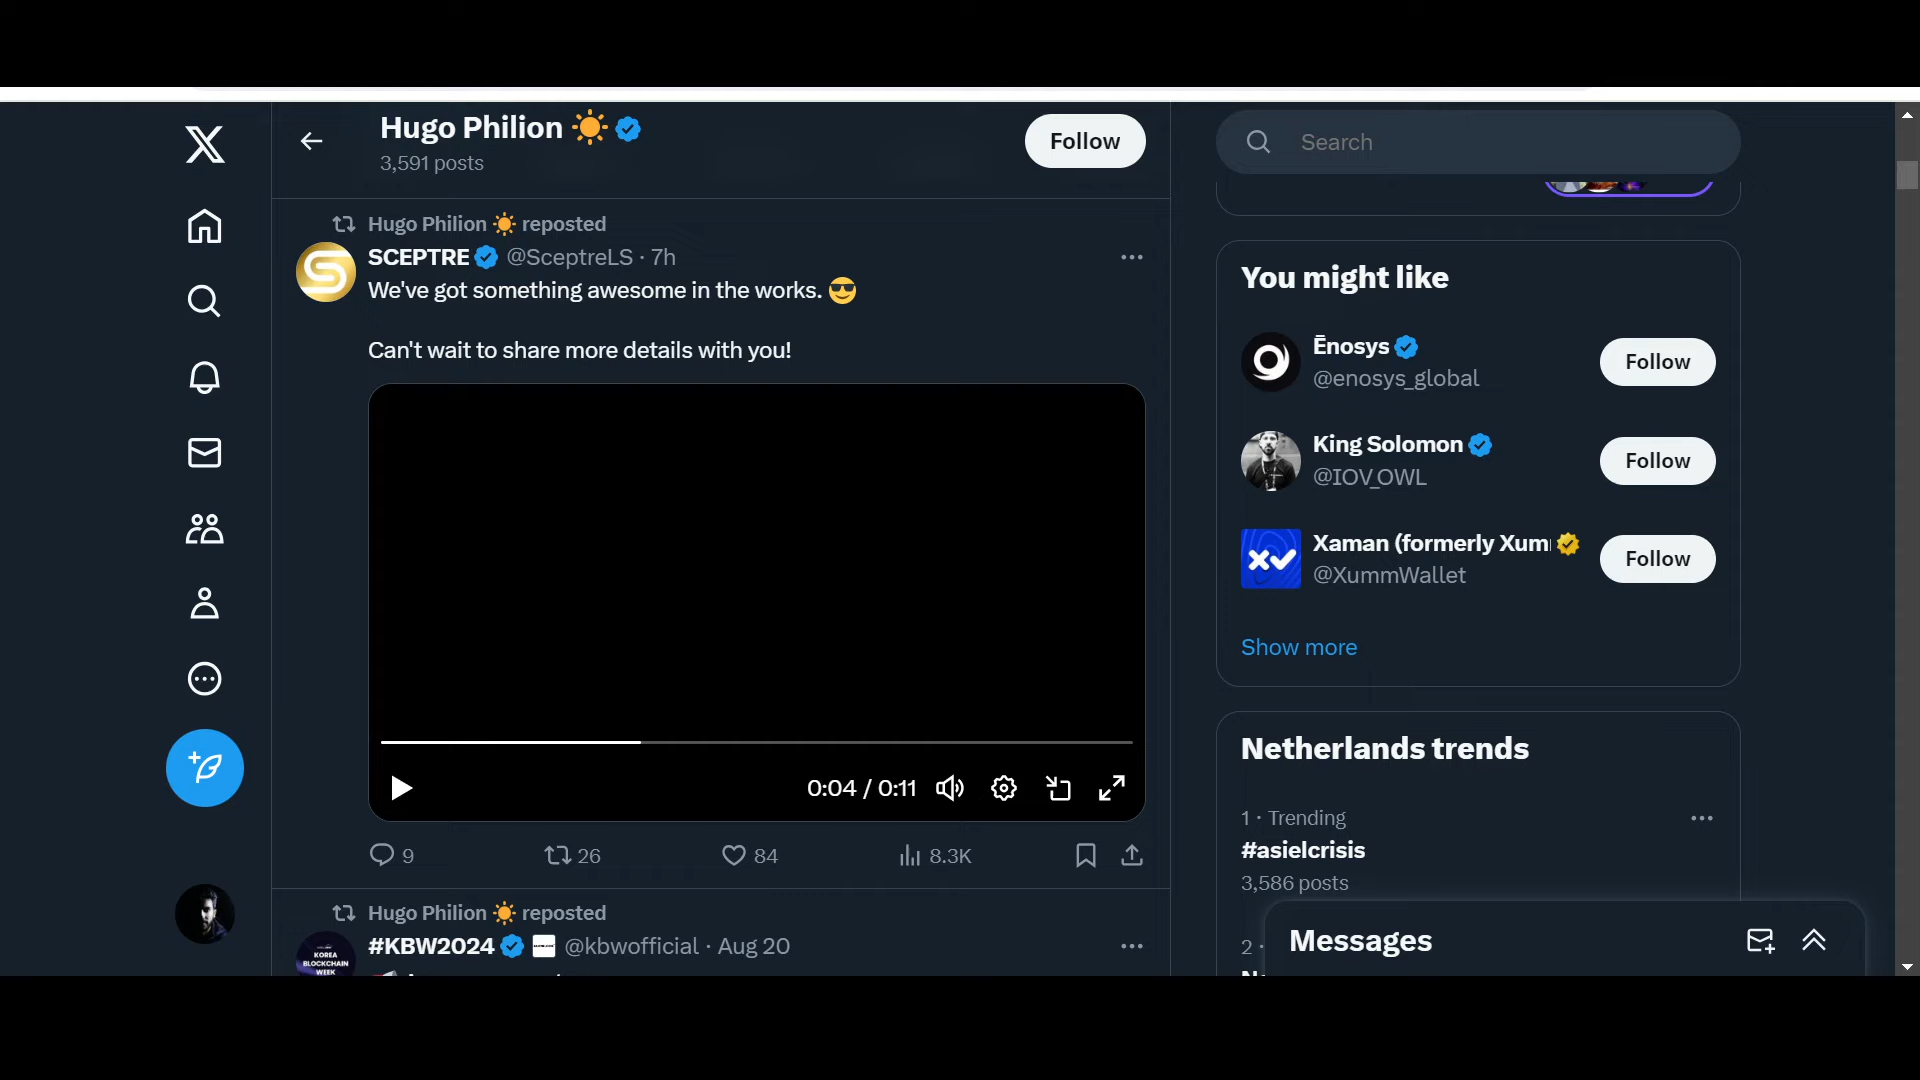 Hugo Philion
3,591 posts
Follow
Search
Hugo Philion reposted
SCEPTRE @SceptreLS · 7h
We've got something awesome in the works. 😎
Can't wait to share more details with you!
0:04 / 0:11
9
26
84
8.3K
Hugo Philion reposted
#KBW2024 @kbwofficial · Aug 20
KOREA
BLOCKCHAIN
WEEK
You might like
Ēnosys
@enosys_global
Follow
King Solomon
@IOV_OWL
Follow
Xaman (formerly Xum
@XummWallet
Follow
Show more
Netherlands trends
1 · Trending
#asielcrisis
3,586 posts
2 ·
Messages